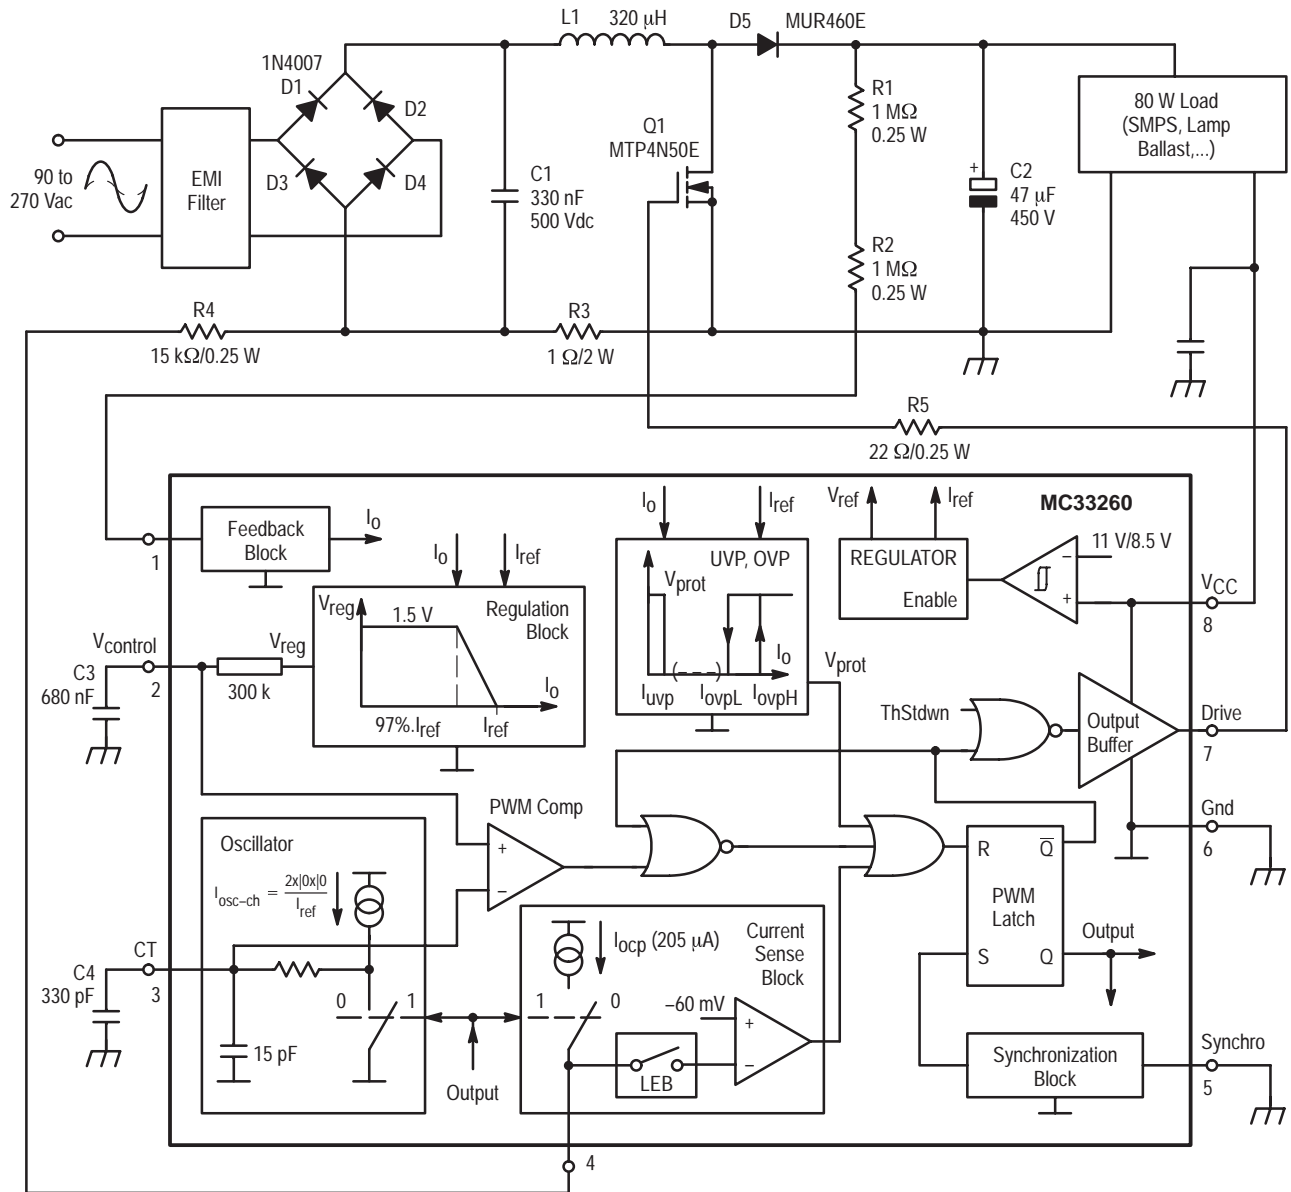 L1 320 μH
D5 MUR460E
1N4007
D1
D2
D3
D4
90 to
270 Vac
EMI
Filter
C1
330 nF
500 Vdc
Q1
MTP4N50E
R1
1 MΩ
0.25 W
R2
1 MΩ
0.25 W
+
C2
47 μF
450 V
80 W Load
(SMPS, Lamp
Ballast,...)
R4
15 kΩ/0.25 W
R3
1 Ω/2 W
R5
22 Ω/0.25 W
MC33260
1
Feedback
Block
IO
IO
Iref
Regulation
Block
Vreg
1.5 V
IO
97%.Iref
Iref
Vcontrol
2
C3
680 nF
Vreg
300 k
IO
Iref
UVP, OVP
Vprot
IO
Iuvp
IovpL
IovpH
Vprot
Vref
Iref
REGULATOR
Enable
11 V/8.5 V
−
+
VCC
8
ThStdwn
Output
Buffer
Drive
7
Gnd
6
PWM Comp
+
−
Oscillator
Iosc−ch = 2x|0x|0
Iref
CT
3
C4
330 pF
15 pF
0 1
Output
Iocp (205 μA)
Current
Sense
Block
1 0
−60 mV
+
−
LEB
4
R
Q
PWM
Latch
S
Q
Output
Synchronization
Block
Synchro
5